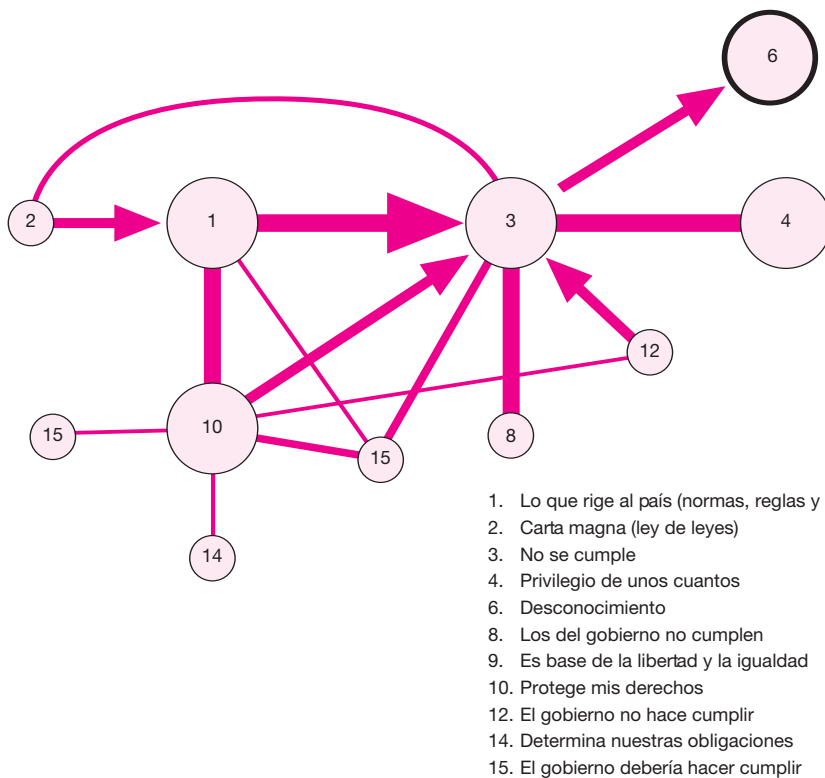 6
2
1
3
4
12
15
10
15
8
14
1. Lo que rige al país (normas, reglas y
2. Carta magna (ley de leyes)
3. No se cumple
4. Privilegio de unos cuantos
6. Desconocimiento
8. Los del gobierno no cumplen
9. Es base de la libertad y la igualdad
10. Protege mis derechos
12. El gobierno no hace cumplir
14. Determina nuestras obligaciones
15. El gobierno debería hacer cumplir